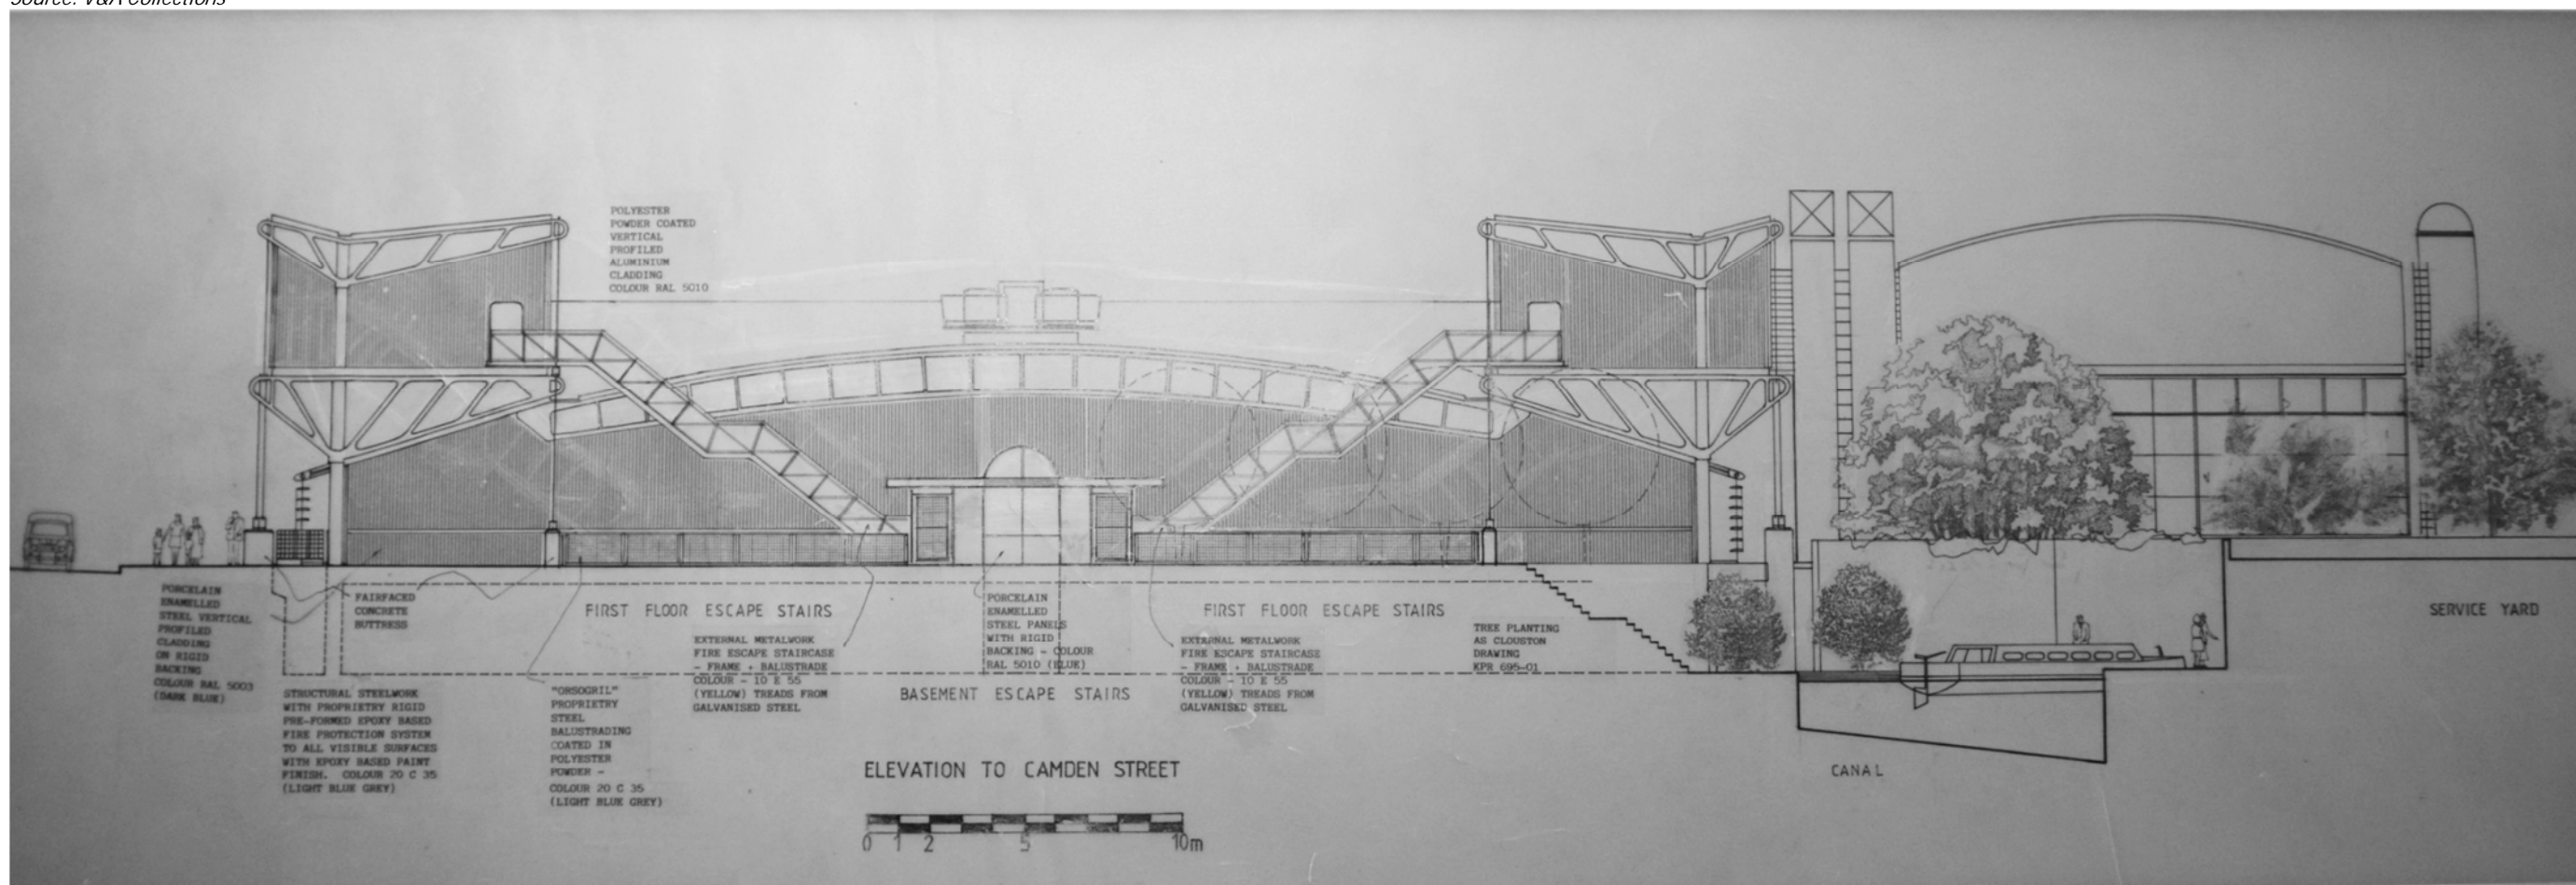 Source: V&A Collections
POLYESTER
POWDER COATED
VERTICAL
PROFILED
ALUMINIUM
CLADDING
COLOUR RAL 5010
PORCELAIN
ENAMELLED
STEEL VERTICAL
PROFILED
CLADDING
ON RIGID
BACKING
COLOUR RAL 5003
(DARK BLUE)
FAIRFACED
CONCRETE
BUTTRESS
STRUCTURAL STEELWORK
WITH PROPRIETRY RIGID
PRE-FORMED EPOXY BASED
FIRE PROTECTION SYSTEM
TO ALL VISIBLE SURFACES
WITH EPOXY BASED PAINT
FINISH. COLOUR 20 C 35
(LIGHT BLUE GREY)
"ORSOGRIL"
PROPRIETRY
STEEL
BALUSTRADING
COATED IN
POLYESTER
POWDER -
COLOUR 20 C 35
(LIGHT BLUE GREY)
FIRST FLOOR ESCAPE STAIRS
EXTERNAL METALWORK
FIRE ESCAPE STAIRCASE
- FRAME + BALUSTRADE
COLOUR - 10 E 55
(YELLOW) TREADS FROM
GALVANISED STEEL
PORCELAIN
ENAMELLED
STEEL PANELS
WITH RIGID
BACKING - COLOUR
RAL 5010 (BLUE)
BASEMENT ESCAPE STAIRS
FIRST FLOOR ESCAPE STAIRS
EXTERNAL METALWORK
FIRE ESCAPE STAIRCASE
- FRAME + BALUSTRADE
COLOUR - 10 E 55
(YELLOW) TREADS FROM
GALVANISED STEEL
TREE PLANTING
AS CLOUSTON
DRAWING
KPR 695-01
SERVICE YARD
CANAL
ELEVATION TO CAMDEN STREET
0 1 2 5 10m